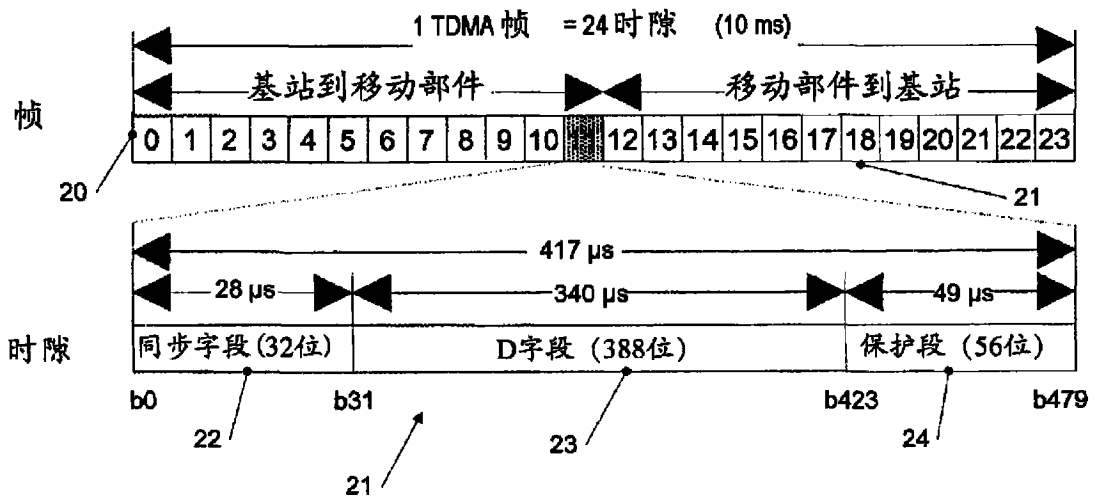 1 TDMA 帧 = 24 时隙 (10 ms)
基站到移动部件 移动部件到基站
帧
0 1 2 3 4 5 6 7 8 9 10 12 13 14 15 16 17 18 19 20 21 22 23
20 21
417 µs
28 µs 340 µs 49 µs
时隙 同步字段 (32位) D字段 (388位) 保护段 (56位)
b0 b31 b423 b479
22 23 24
21